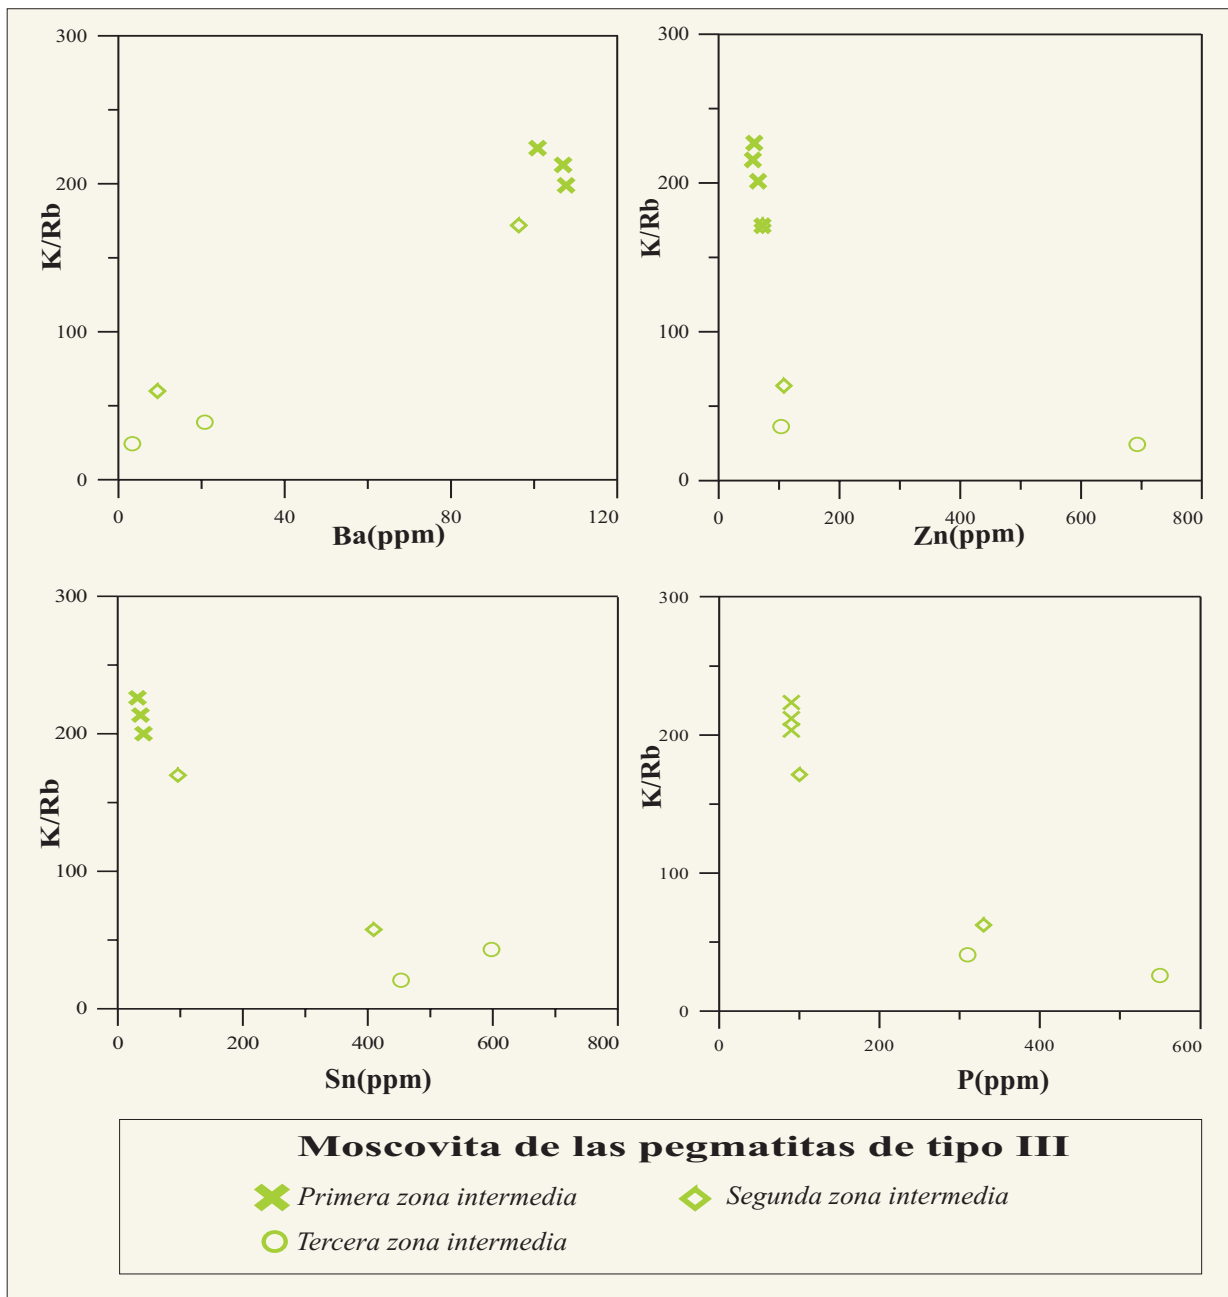 300
200
100
0
K/Rb
0
40
80
120
Ba(ppm)
300
200
100
0
K/Rb
0
200
400
600
800
Zn(ppm)
300
200
100
0
K/Rb
0
200
400
600
800
Sn(ppm)
300
200
100
0
K/Rb
0
200
400
600
P(ppm)
Moscovita de las pegmatitas de tipo III
Primera zona intermedia
Segunda zona intermedia
Tercera zona intermedia